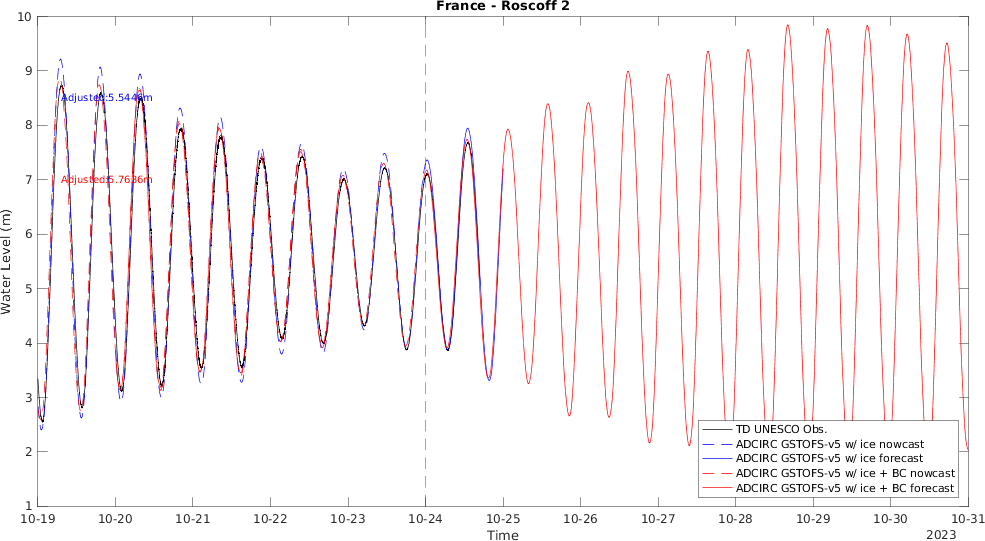 France - Roscoff 2
10
9
8
7
6
5
4
3
2
1
Water Level (m)
Adjusted:5.5446m
Adjusted:5.7636m
TD UNESCO Obs.
ADCIRC GSTOFS-v5 w/ ice nowcast
ADCIRC GSTOFS-v5 w/ ice forecast
ADCIRC GSTOFS-v5 w/ ice + BC nowcast
ADCIRC GSTOFS-v5 w/ ice + BC forecast
10-19 10-20 10-21 10-22 10-23 10-24 10-25 10-26 10-27 10-28 10-29 10-30 10-31
Time
2023